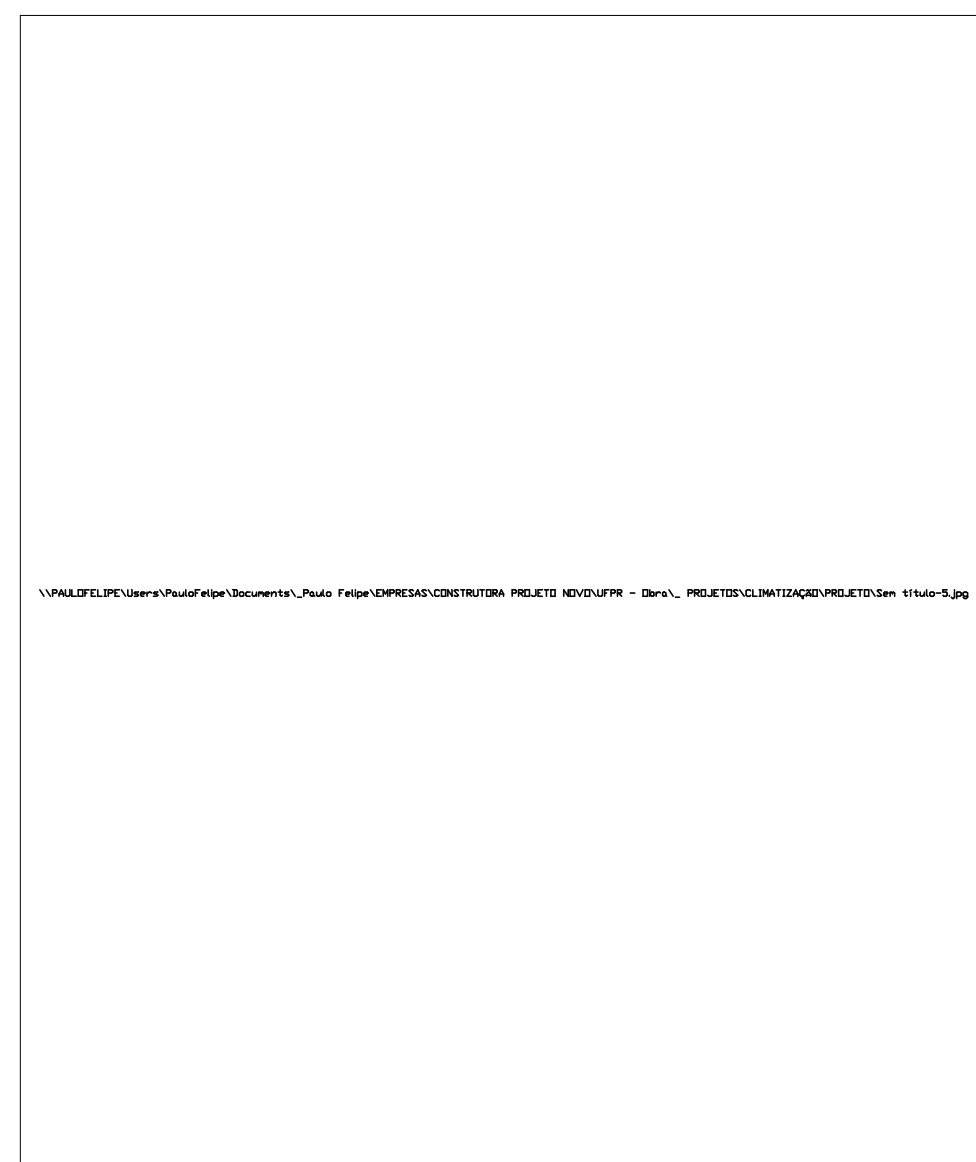 \\PAULOFELIPE\Users\PauloFelipe\Documents\_Paulo Felipe\EMPRESAS\CONSTRUTORA PROJETO NOVO\UFPR - Obra\_ PROJETOS\CLIMATIZAÇÃO\PROJETO\Sem título-5.jpg